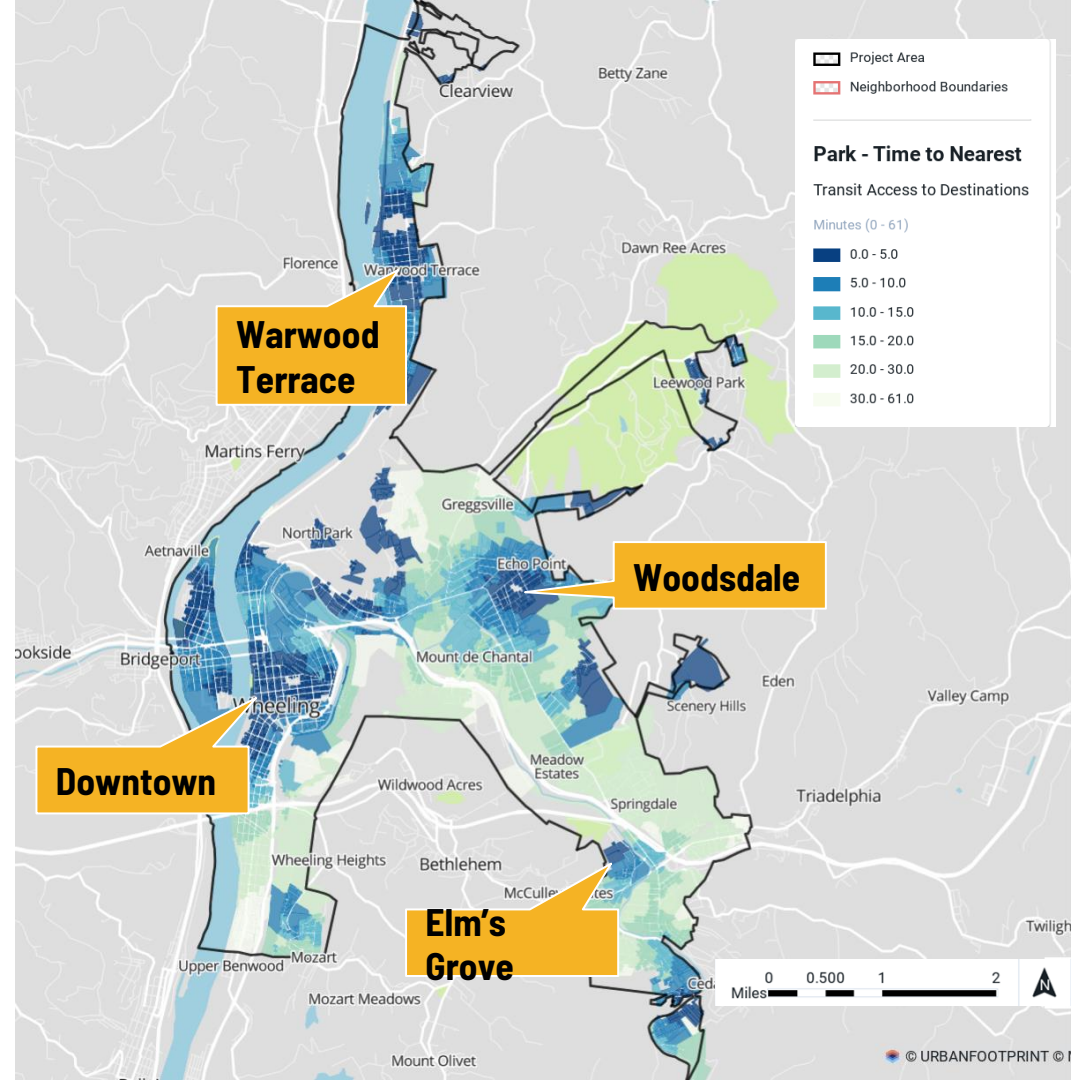 Project Area
Neighborhood Boundaries
Park - Time to Nearest
Transit Access to Destinations
Minutes (0 - 61)
0.0 - 5.0
5.0 - 10.0
10.0 - 15.0
15.0 - 20.0
20.0 - 30.0
30.0 - 61.0
Betty Zane
Clearview
Dawn Ree Acres
Florence
Warwood Terrace
Warwood
Terrace
Leewood Park
Martins Ferry
Greggsville
North Park
Aetnaville
Echo Point
Woodsdale
ookside
Bridgeport
Mount de Chantal
Eden
Valley Camp
Scenery Hills
Wheeling
Downtown
Meadow
Estates
Wildwood Acres
Springdale
Triadelphia
Wheeling Heights
Bethlehem
Elm's
Grove
Twiligh
Mozart
Upper Benwood
Mozart Meadows
0 0.500 1 2
Miles
N
Mount Olivet
© URBANFOOTPRINT ©